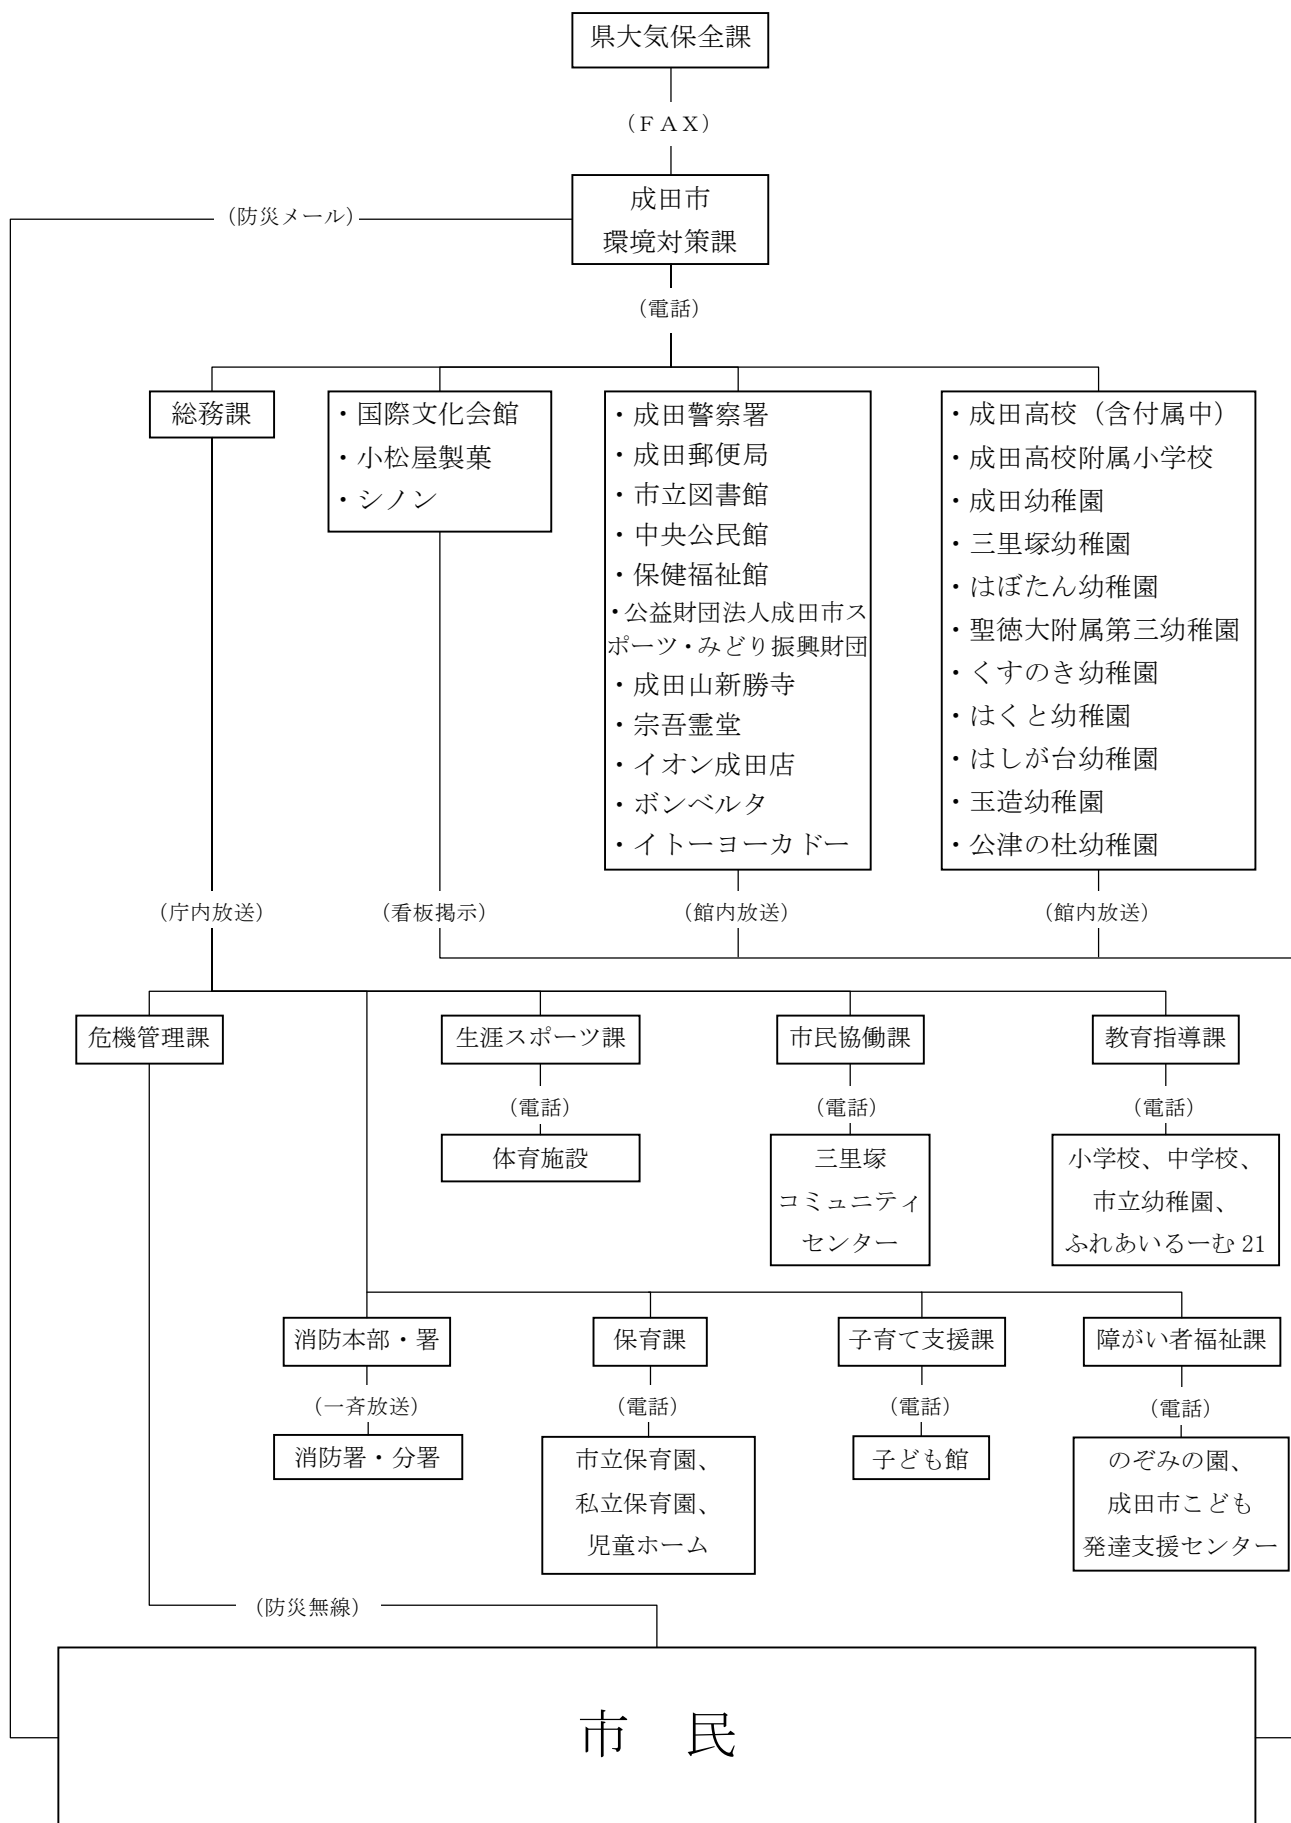 県大気保全課
（ＦＡＸ）
成田市
環境対策課
（防災メール）
（電話）
総務課
・国際文化会館
・小松屋製菓
・シノン
・成田警察署
・成田郵便局
・市立図書館
・中央公民館
・保健福祉館
・公益財団法人成田市ス
ポーツ・みどり振興財団
・成田山新勝寺
・宗吾霊堂
・イオン成田店
・ボンベルタ
・イトーヨーカドー
・成田高校（含付属中）
・成田高校附属小学校
・成田幼稚園
・三里塚幼稚園
・はぼたん幼稚園
・聖徳大附属第三幼稚園
・くすのき幼稚園
・はくと幼稚園
・はしが台幼稚園
・玉造幼稚園
・公津の杜幼稚園
（庁内放送）
（看板掲示）
（館内放送）
（館内放送）
危機管理課
生涯スポーツ課
市民協働課
教育指導課
（電話）
（電話）
（電話）
体育施設
三里塚
コミュニティ
センター
小学校、中学校、
市立幼稚園、
ふれあいるーむ 21
消防本部・署
保育課
子育て支援課
障がい者福祉課
（一斉放送）
（電話）
（電話）
（電話）
消防署・分署
市立保育園、
私立保育園、
児童ホーム
子ども館
のぞみの園、
成田市こども
発達支援センター
（防災無線）
市　民